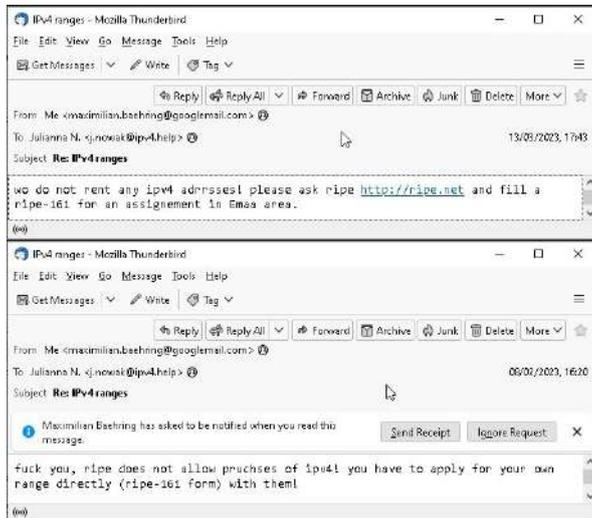 IPv4 ranges - Mozilla Thunderbird
File Edit View Go Message Tools Help
Get Messages Write Tag
Reply Reply All Forward Archive Junk Delete More
From Me <maximilian.baehring@googlemail.com>
To Julianna N. <j.nowak@ipv4.help> 13/03/2023, 17:43
Subject Re: IPv4 ranges
wo do not rent any ipv4 adrrsses! please ask ripe http://ripe.net and fill a
ripe-161 for an assignement in Emaa area.
IPv4 ranges - Mozilla Thunderbird
File Edit View Go Message Tools Help
Get Messages Write Tag
Reply Reply All Forward Archive Junk Delete More
From Me <maximilian.baehring@googlemail.com>
To Julianna N. <j.nowak@ipv4.help> 08/02/2023, 16:20
Subject Re: IPv4 ranges
Maximilian Baehring has asked to be notified when you read this
message.
Send Receipt Ignore Request
fuck you, ripe does not allow pruchses of ipv4! you have to apply for your own
range directly (ripe-161 form) with them!